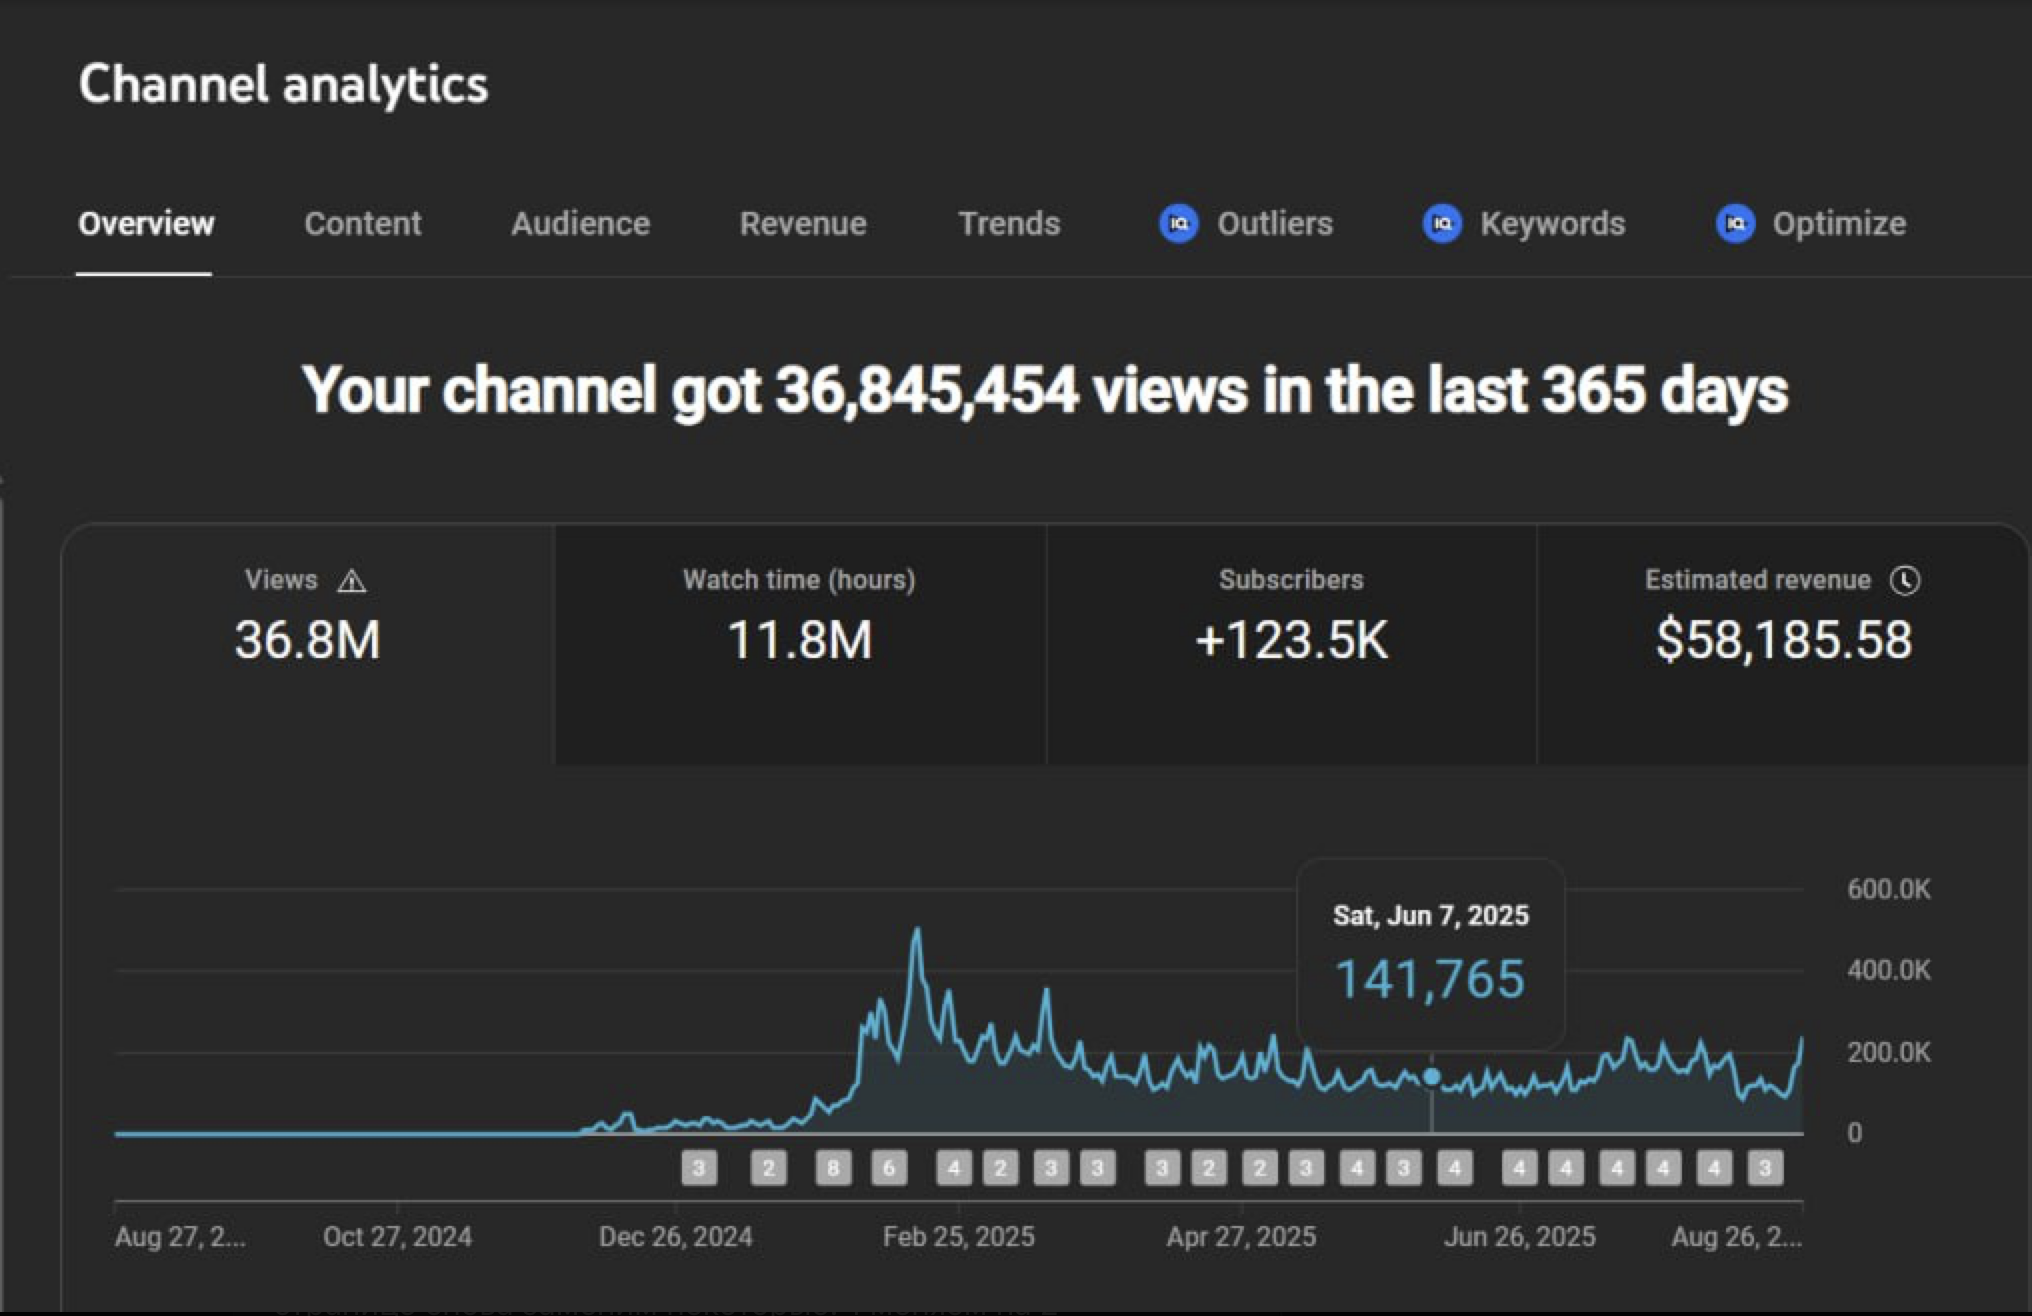 Channel analytics
Overview Content Audience Revenue Trends iQ Outliers iQ Keywords iQ Optimize
Your channel got 36,845,454 views in the last 365 days
Views Watch time (hours) Subscribers Estimated revenue
36.8M 11.8M +123.5K $58,185.58
600.0K
Sat, Jun 7, 2025
141,765
400.0K
200.0K
0
3 2 8 6 4 2 3 3 3 2 2 3 4 3 4 4 4 4 4 4 3
Aug 27, 2... Oct 27, 2024 Dec 26, 2024 Feb 25, 2025 Apr 27, 2025 Jun 26, 2025 Aug 26, 2...